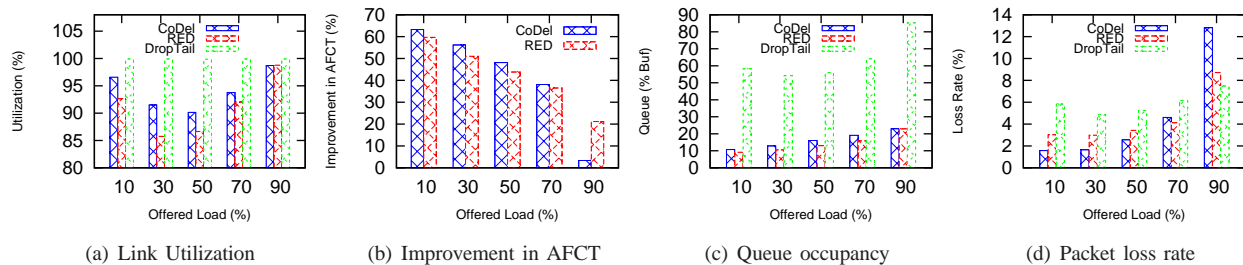 105
100
95
90
85
80
Utilization (%)
CoDel
RED
DropTail
10 30 50 70 90
Offered Load (%)
(a) Link Utilization
70
60
50
40
30
20
10
0
Improvement in AFCT (%)
CoDel
RED
10 30 50 70 90
Offered Load (%)
(b) Improvement in AFCT
90
80
70
60
50
40
30
20
10
0
Queue (% Buf)
CoDel
RED
DropTail
10 30 50 70 90
Offered Load (%)
(c) Queue occupancy
14
12
10
8
6
4
2
0
Loss Rate (%)
CoDel
RED
DropTail
10 30 50 70 90
Offered Load (%)
(d) Packet loss rate